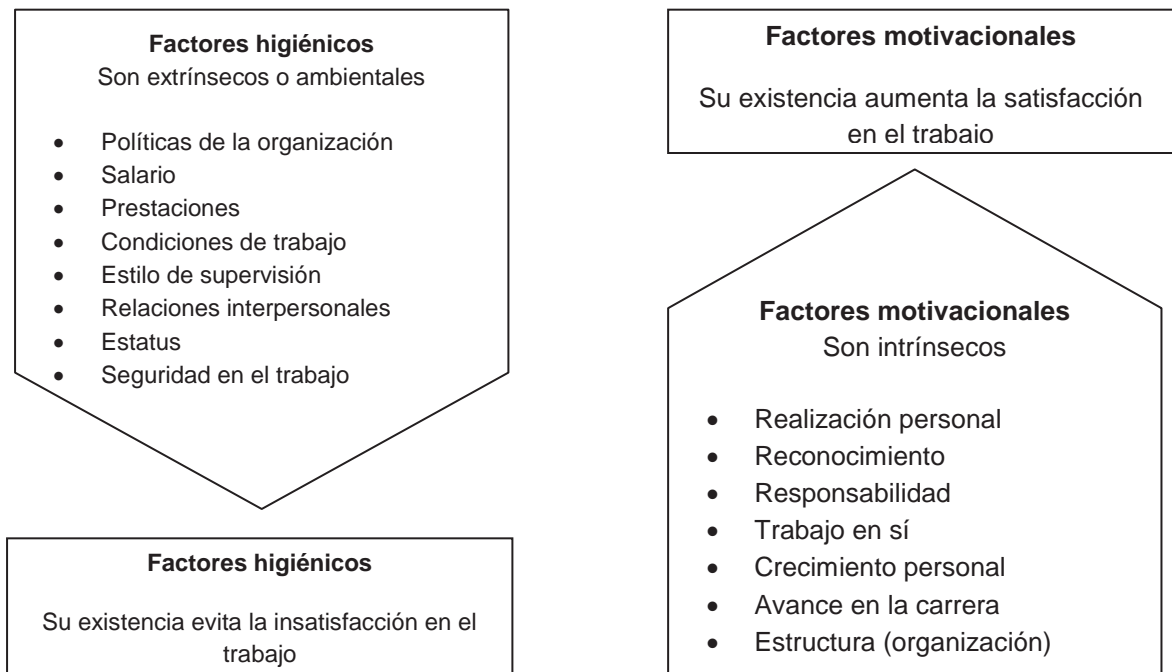 Factores higiénicos
Son extrínsecos o ambientales
• Políticas de la organización
• Salario
• Prestaciones
• Condiciones de trabajo
• Estilo de supervisión
• Relaciones interpersonales
• Estatus
• Seguridad en el trabajo
Factores higiénicos
Su existencia evita la insatisfacción en el
trabajo
Factores motivacionales
Su existencia aumenta la satisfacción
en el trabaio
Factores motivacionales
Son intrínsecos
• Realización personal
• Reconocimiento
• Responsabilidad
• Trabajo en sí
• Crecimiento personal
• Avance en la carrera
• Estructura (organización)